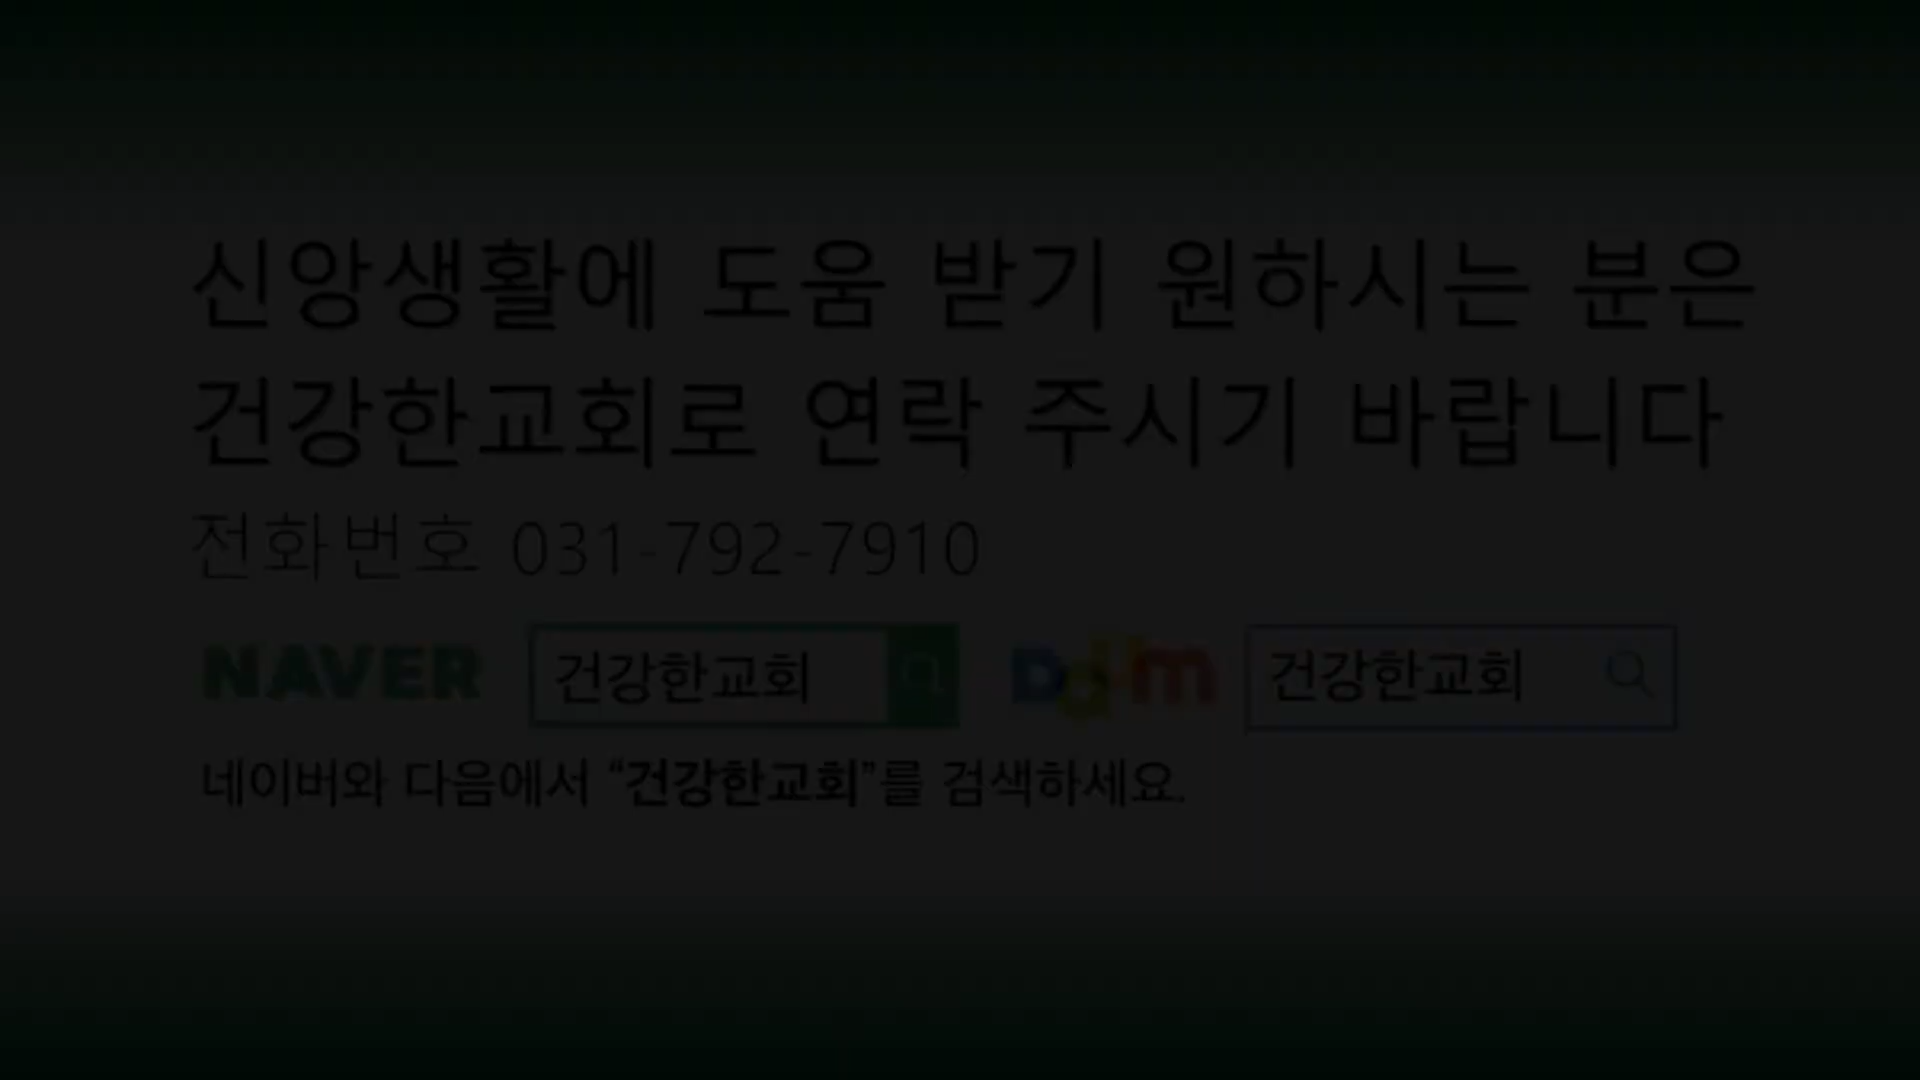 신앙생활에 도움 받기 원하시는 분은
건강한교회로 연락 주시기 바랍니다
전화번호 031-792-7910
NAVER 건강한교회 Daum 건강한교회
네이버와 다음에서 “건강한교회”를 검색하세요.